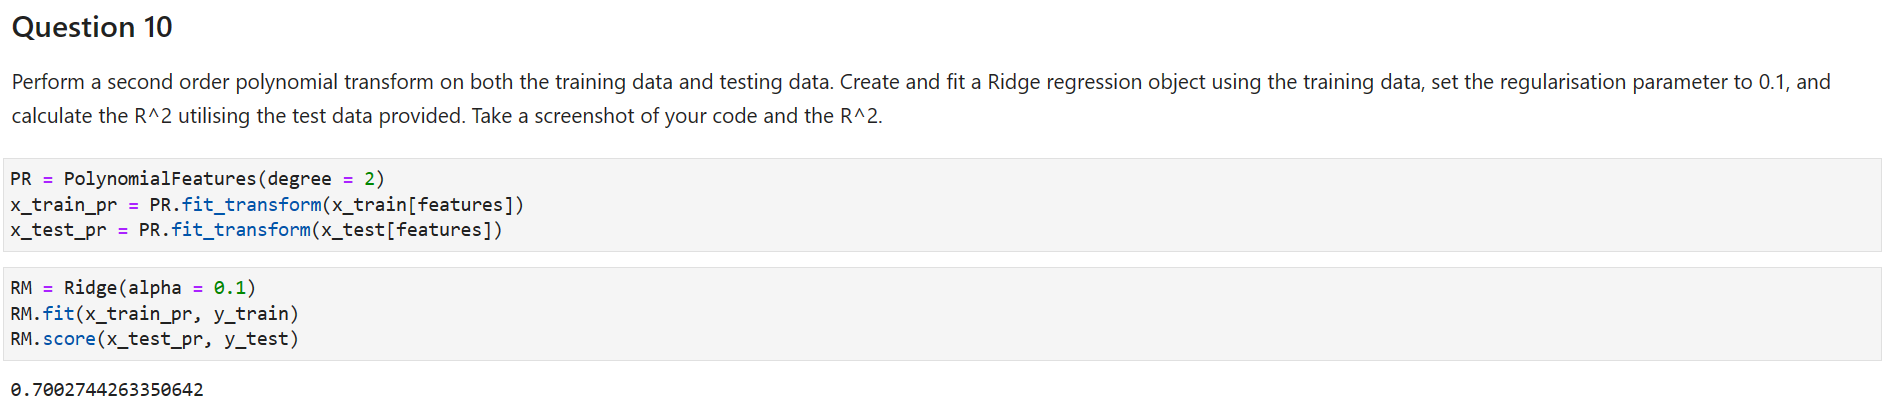 Question 10
Perform a second order polynomial transform on both the training data and testing data. Create and fit a Ridge regression object using the training data, set the regularisation parameter to 0.1, and
calculate the R^2 utilising the test data provided. Take a screenshot of your code and the R^2.
PR = PolynomialFeatures(degree = 2)
x_train_pr = PR.fit_transform(x_train[features])
x_test_pr = PR.fit_transform(x_test[features])
RM = Ridge(alpha = 0.1)
RM.fit(x_train_pr, y_train)
RM.score(x_test_pr, y_test)
0.7002744263350642